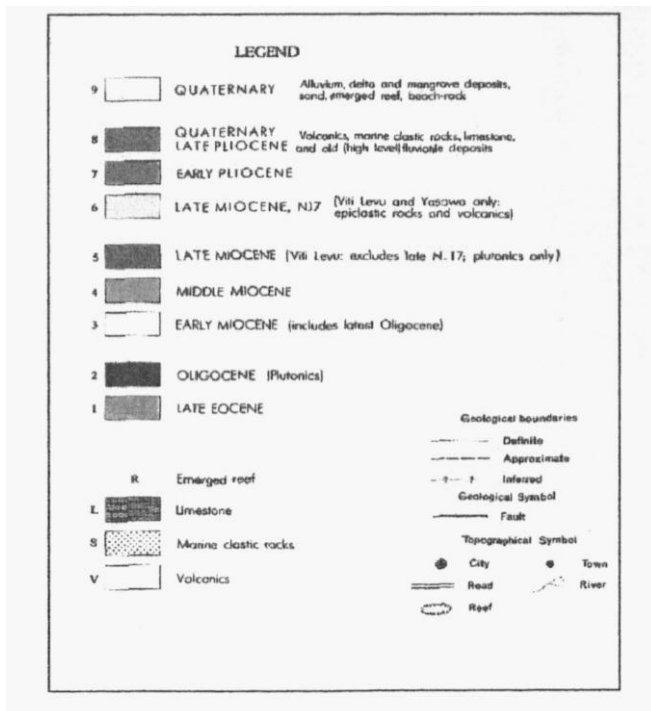 LEGEND
9 QUATERNARY Alluvium, delta and mangrove deposits,
sand, emerged reef, beach-rock
8 QUATERNARY Volcanics, marine clastic rocks, limestone,
LATE PLIOCENE and old (high level) fluviatile deposits
7 EARLY PLIOCENE
6 LATE MIOCENE, N17 (Viti Levu and Yasawa only:
epiclastic rocks and volcanics)
5 LATE MIOCENE (Viti Levu: excludes late N.17; plutonics only)
4 MIDDLE MIOCENE
3 EARLY MIOCENE (includes latest Oligocene)
2 OLIGOCENE (Plutonics)
1 LATE EOCENE
Geological boundaries
Definite
Approximate
? ? Inferred
Geological Symbol
Fault
R Emerged reef
L Limestone
S Marine clastic rocks
V Volcanics
Topographical Symbol
City Town
Road River
Reef